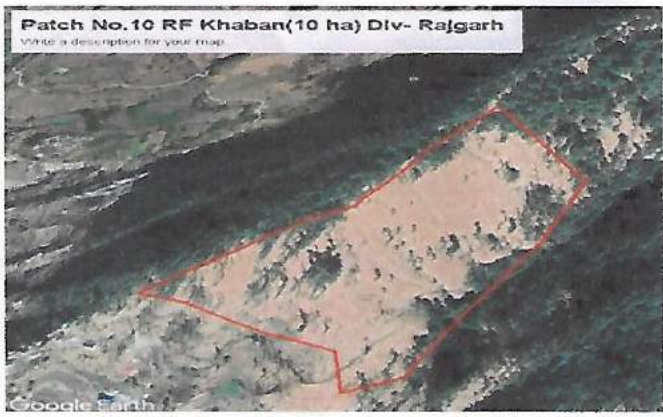 Patch No.10 RF Khaban(10 ha) Div- Rajgarh
Write a description for your map.
Google Earth